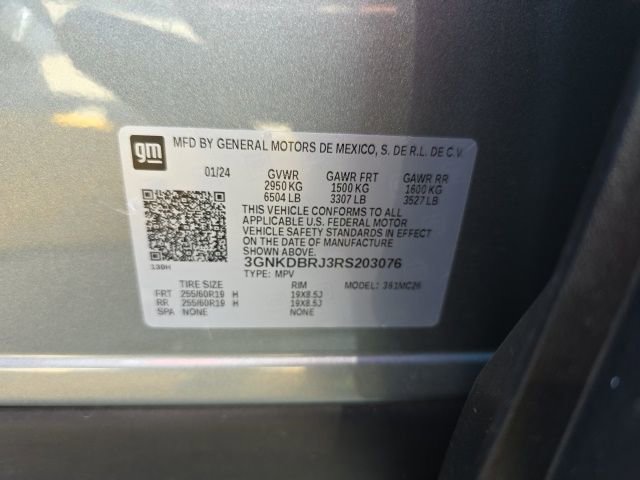 gm
MFD BY GENERAL MOTORS DE MEXICO, S. DE R.L. DE C.V.
01/24 GVWR GAWR FRT GAWR RR
2950 KG 1500 KG 1600 KG
6504 LB 3307 LB 3527 LB
THIS VEHICLE CONFORMS TO ALL
APPLICABLE U.S. FEDERAL MOTOR
VEHICLE SAFETY STANDARDS IN EFFECT
ON THE DATE OF MANUFACTURE
SHOWN ABOVE.
3GNKDBRJ3RS203076
139H
TYPE: MPV MODEL: 361MC26
TIRE SIZE RIM
FRT 255/60R19 H 19X8.5J
RR 255/60R19 H 19X8.5J
SPA NONE NONE